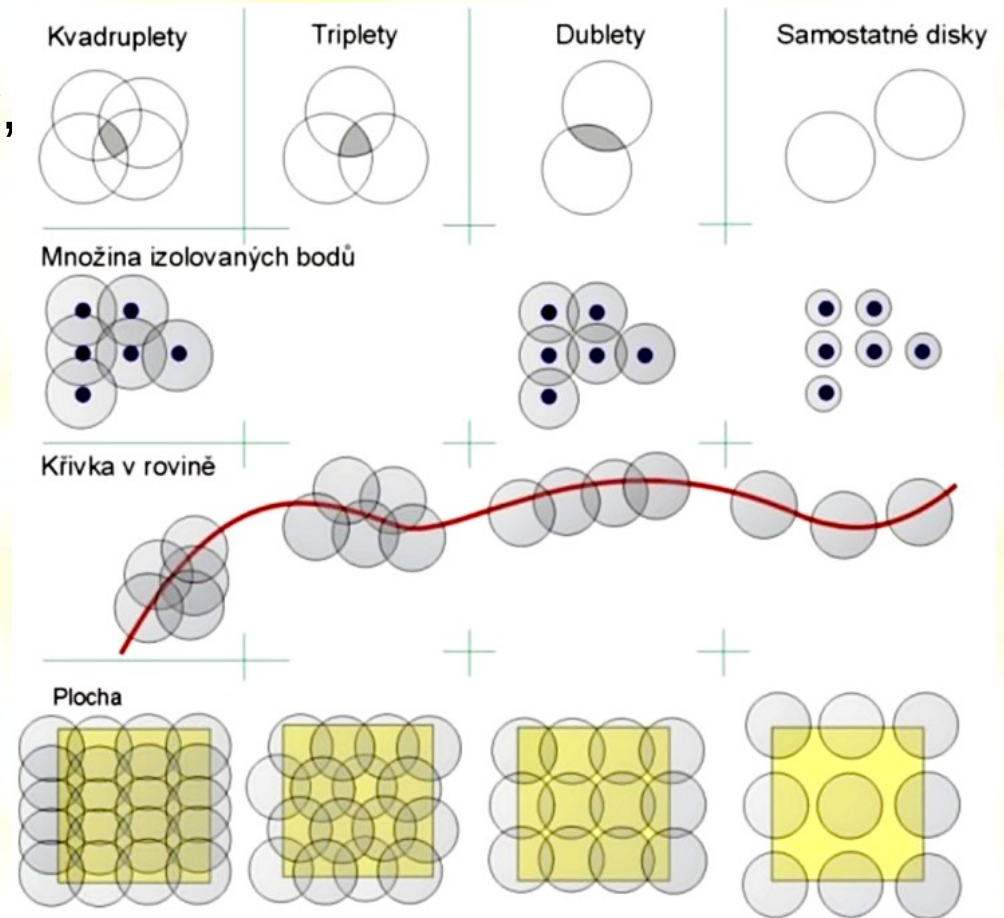 Kvadruplety
Triplety
Dublety
Samostatné disky
,
Množina izolovaných bodů
Křivka v rovině
Plocha